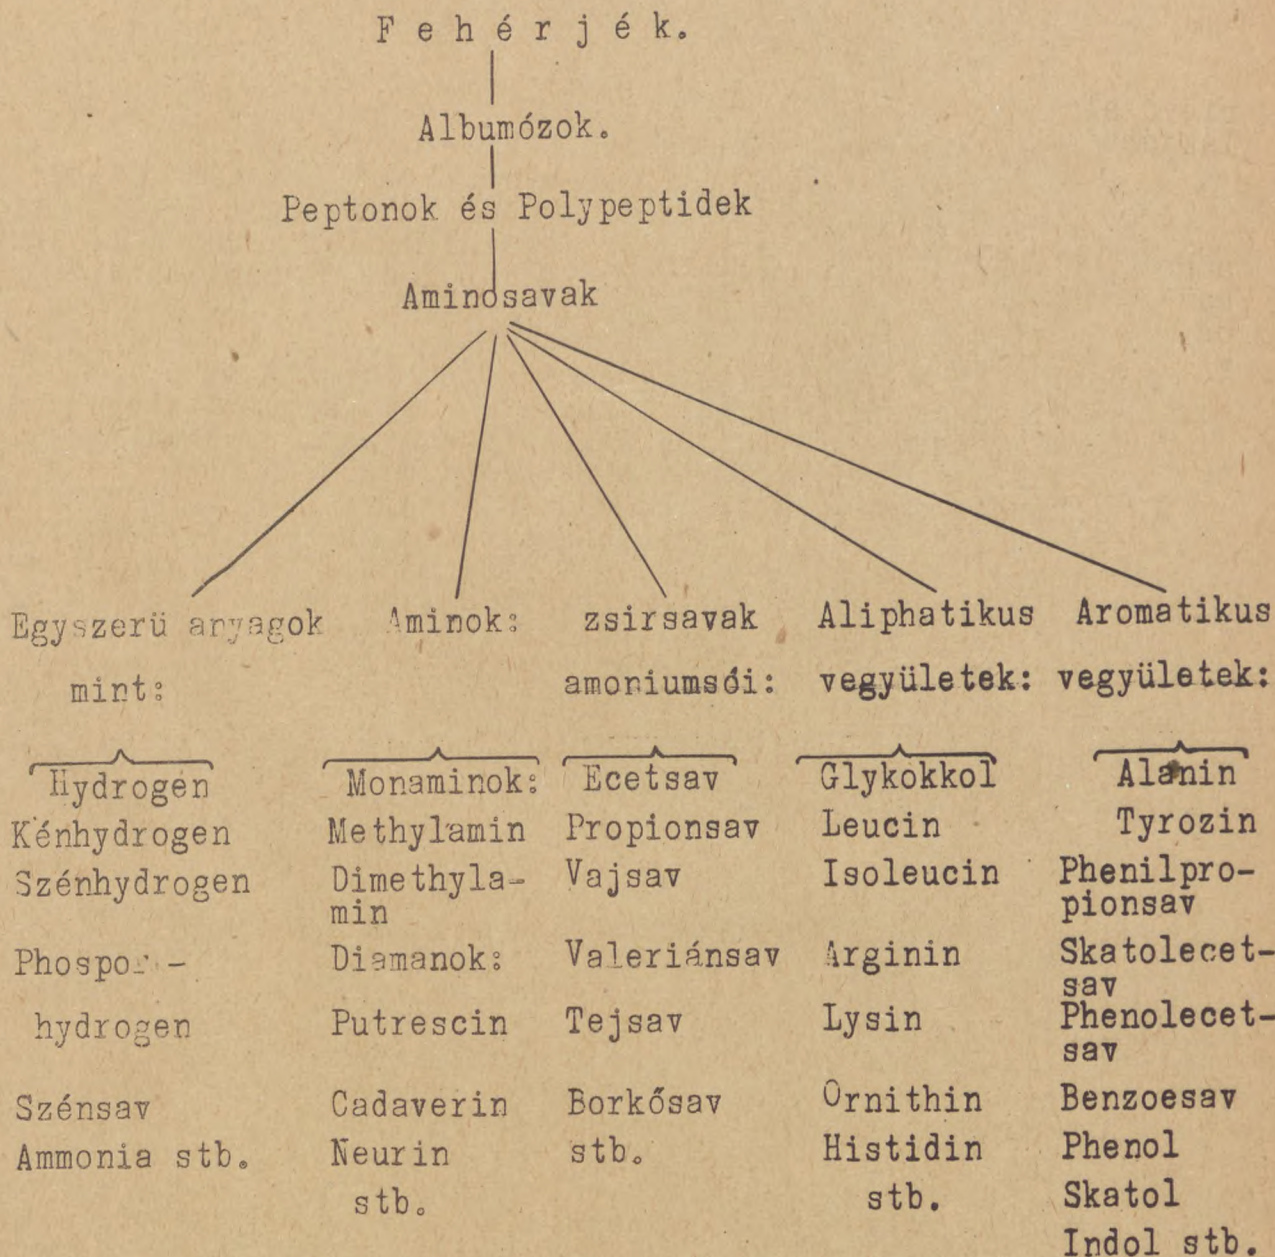 Fehérjék.
Albumózok.
Peptonok és Polypeptidek
Aminosavak
Egyszerü anyagok
mint:
Hydrogen
Kénhydrogen
Szénhydrogen
Phospor-
hydrogen
Szénsav
Ammonia stb.
Aminok:
Monaminok:
Methylamin
Dimethyla-
min
Diamanok:
Putrescin
Cadaverin
Neurin
stb.
zsirsavak
amoniumsói:
Ecetsav
Propionsav
Vajsav
Valeriánsav
Tejsav
Borkősav
stb.
Aliphatikus
vegyületek:
Glykokkol
Leucin
Isoleucin
Arginin
Lysin
Ornithin
Histidin
stb.
Aromatikus
vegyületek:
Alanin
Tyrozin
Phenilpro-
pionsav
Skatolecet-
sav
Phenolecet-
sav
Benzoesav
Phenol
Skatol
Indol stb.